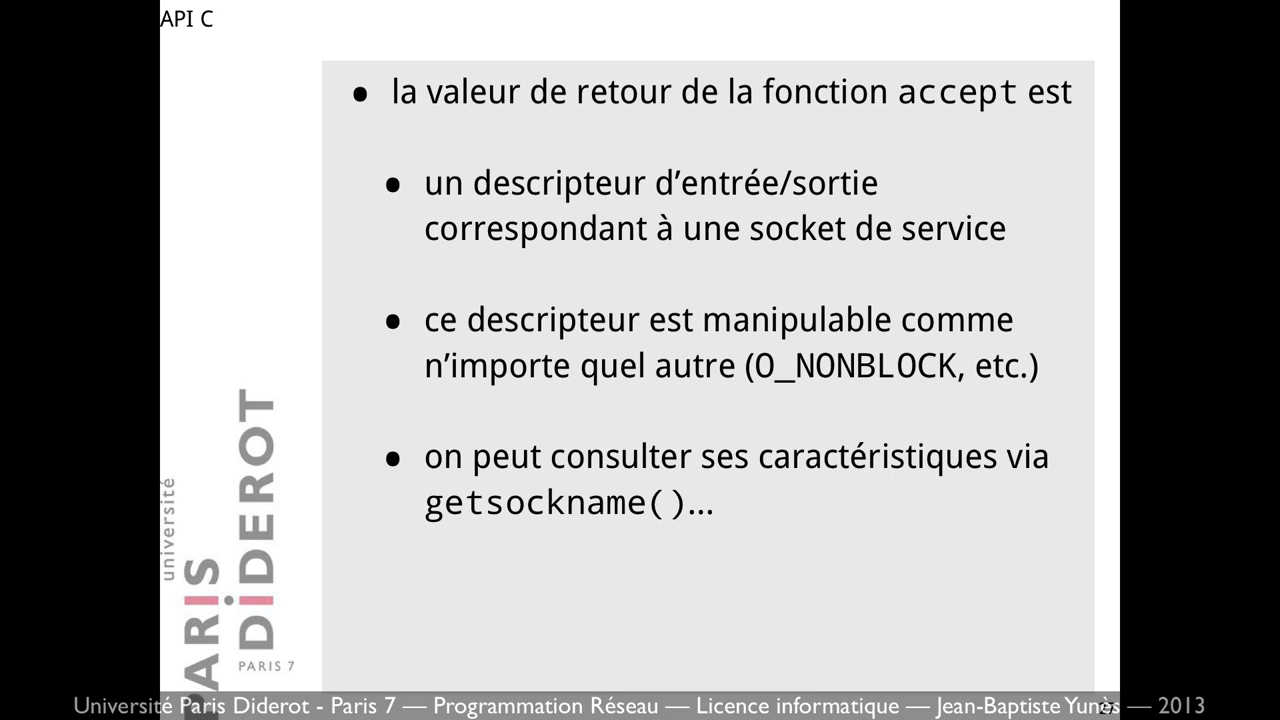 API C
• la valeur de retour de la fonction accept est
• un descripteur d’entrée/sortie
correspondant à une socket de service
• ce descripteur est manipulable comme
n’importe quel autre (O_NONBLOCK, etc.)
• on peut consulter ses caractéristiques via
getsockname()...
université
PARIS
DiDEROT
PARIS 7
Université Paris Diderot - Paris 7 — Programmation Réseau — Licence informatique — Jean-Baptiste Yunès — 2013